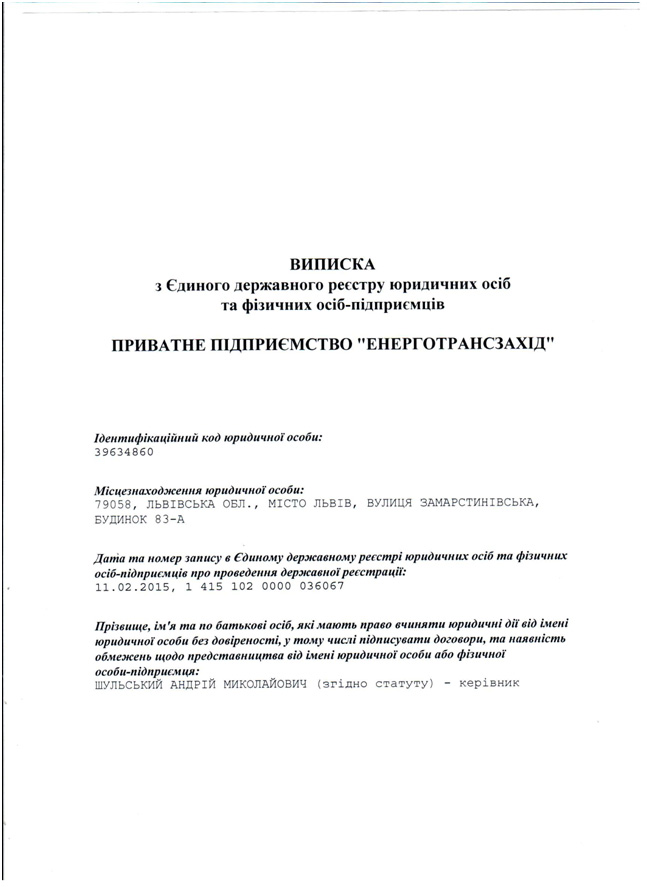 ВИПИСКА
з Єдиного державного реєстру юридичних осіб
та фізичних осіб-підприємців
ПРИВАТНЕ ПІДПРИЄМСТВО "ЕНЕРГОТРАНСЗАХІД"
Ідентифікаційний код юридичної особи:
39634860
Місцезнаходження юридичної особи:
79058, ЛЬВІВСЬКА ОБЛ., МІСТО ЛЬВІВ, ВУЛИЦЯ ЗАМАРСТИНІВСЬКА,
БУДИНОК 83-А
Дата та номер запису в Єдиному державному реєстрі юридичних осіб та фізичних
осіб-підприємців про проведення державної реєстрації:
11.02.2015, 1 415 102 0000 036067
Прізвище, ім'я та по батькові осіб, які мають право вчиняти юридичні дії від імені
юридичної особи без довіреності, у тому числі підписувати договори, та наявність
обмежень щодо представництва від імені юридичної особи або фізичної
особи-підприємця:
ШУЛЬСЬКИЙ АНДРІЙ МИКОЛАЙОВИЧ (згідно статуту) - керівник